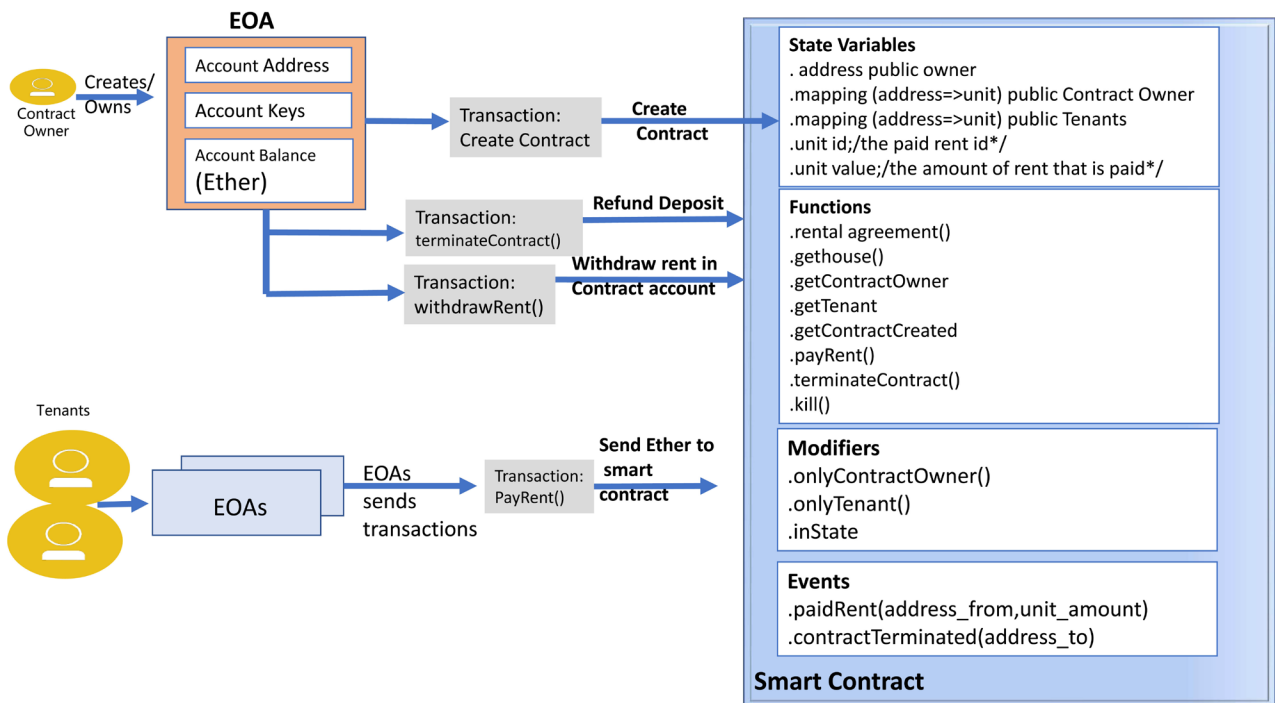 EOA
Contract
Owner
Creates/
Owns
Account Address
Account Keys
Account Balance
(Ether)
Transaction:
Create Contract
Create
Contract
Transaction:
terminateContract()
Refund Deposit
Transaction:
withdrawRent()
Withdraw rent in
Contract account
Tenants
EOAs
EOAs
sends
transactions
Transaction:
PayRent()
Send Ether to
smart
contract
State Variables
. address public owner
.mapping (address=>unit) public Contract Owner
.mapping (address=>unit) public Tenants
.unit id;/the paid rent id*/
.unit value;/the amount of rent that is paid*/
Functions
.rental agreement()
.gethouse()
.getContractOwner
.getTenant
.getContractCreated
.payRent()
.terminateContract()
.kill()
Modifiers
.onlyContractOwner()
.onlyTenant()
.inState
Events
.paidRent(address_from,unit_amount)
.contractTerminated(address_to)
Smart Contract